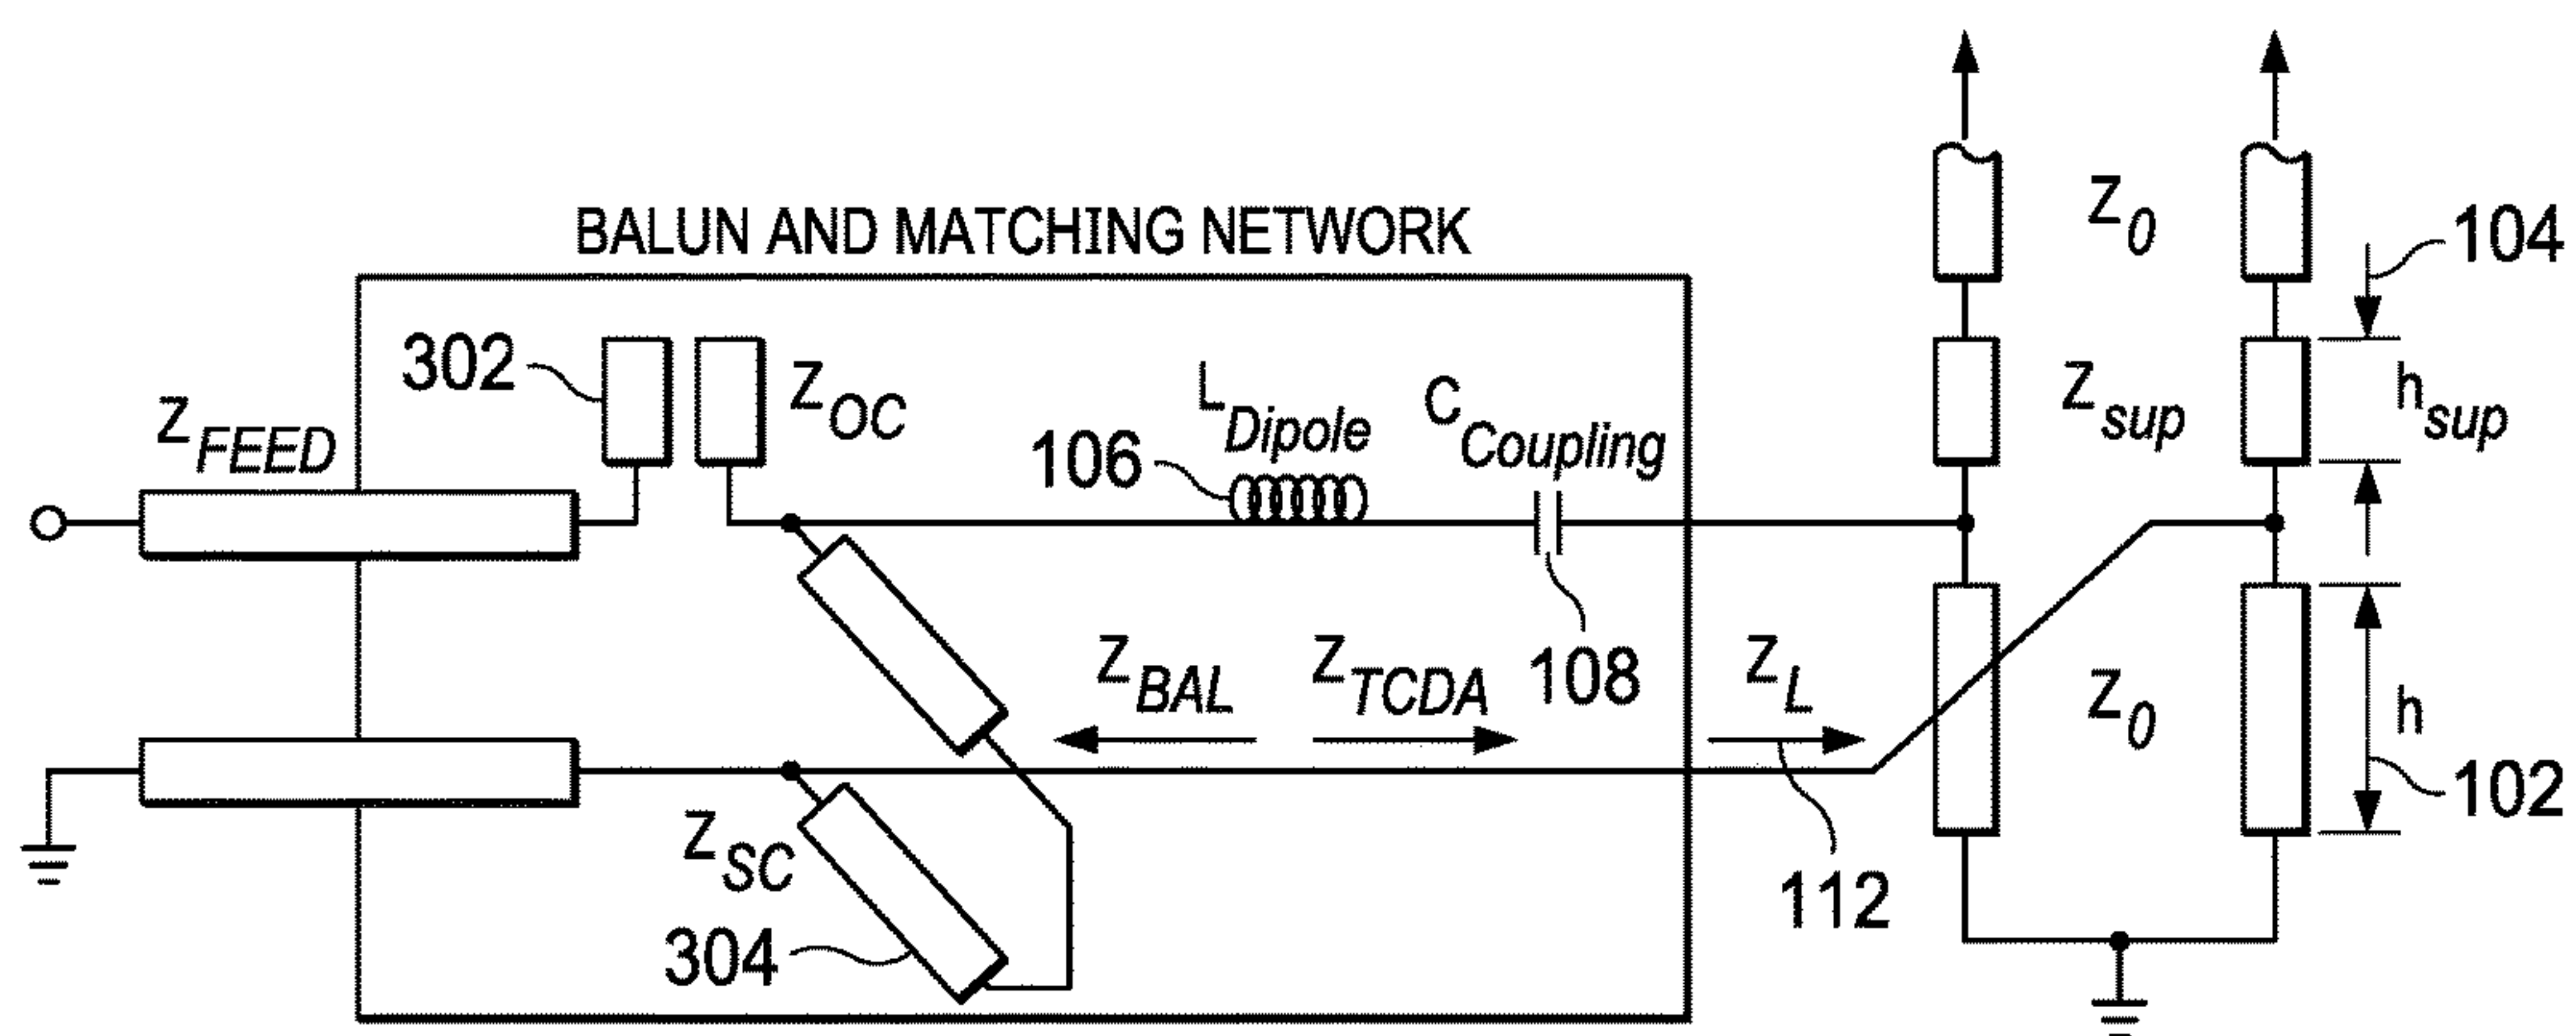 BALUN AND MATCHING NETWORK
Z0
104
302
ZFEED
ZOC
LDipole
CCoupling
106
Zsup
hsup
ZBAL
ZTCDA
108
ZL
Z0
h
ZSC
102
112
304